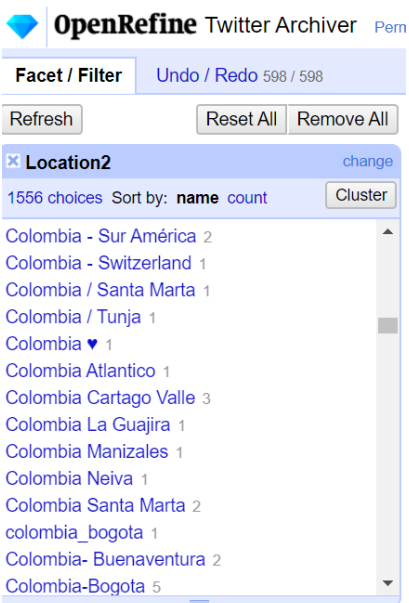 OpenRefine Twitter Archiver Perm
Facet / Filter Undo / Redo 598 / 598
Refresh Reset All Remove All
Location2 change
1556 choices Sort by: name count Cluster
Colombia - Sur América 2
Colombia - Switzerland 1
Colombia / Santa Marta 1
Colombia / Tunja 1
Colombia ♥ 1
Colombia Atlantico 1
Colombia Cartago Valle 3
Colombia La Guajira 1
Colombia Manizales 1
Colombia Neiva 1
Colombia Santa Marta 2
colombia_bogota 1
Colombia- Buenaventura 2
Colombia-Bogota 5